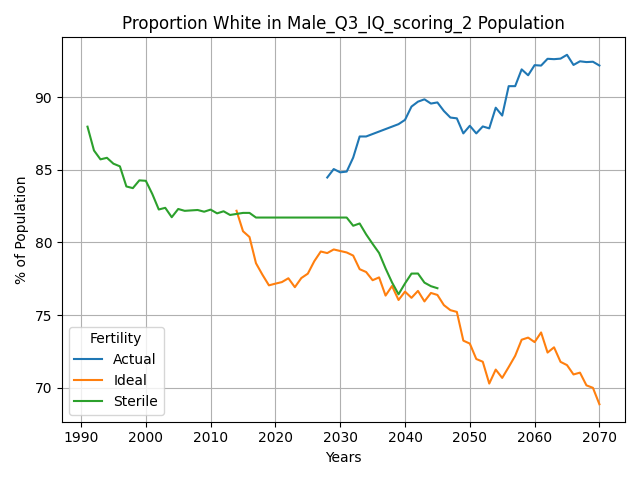 Proportion White in Male_Q3_IQ_scoring_2 Population
% of Population
90
85
80
75
70
Fertility
Actual
Ideal
Sterile
1990 2000 2010 2020 2030 2040 2050 2060 2070
Years